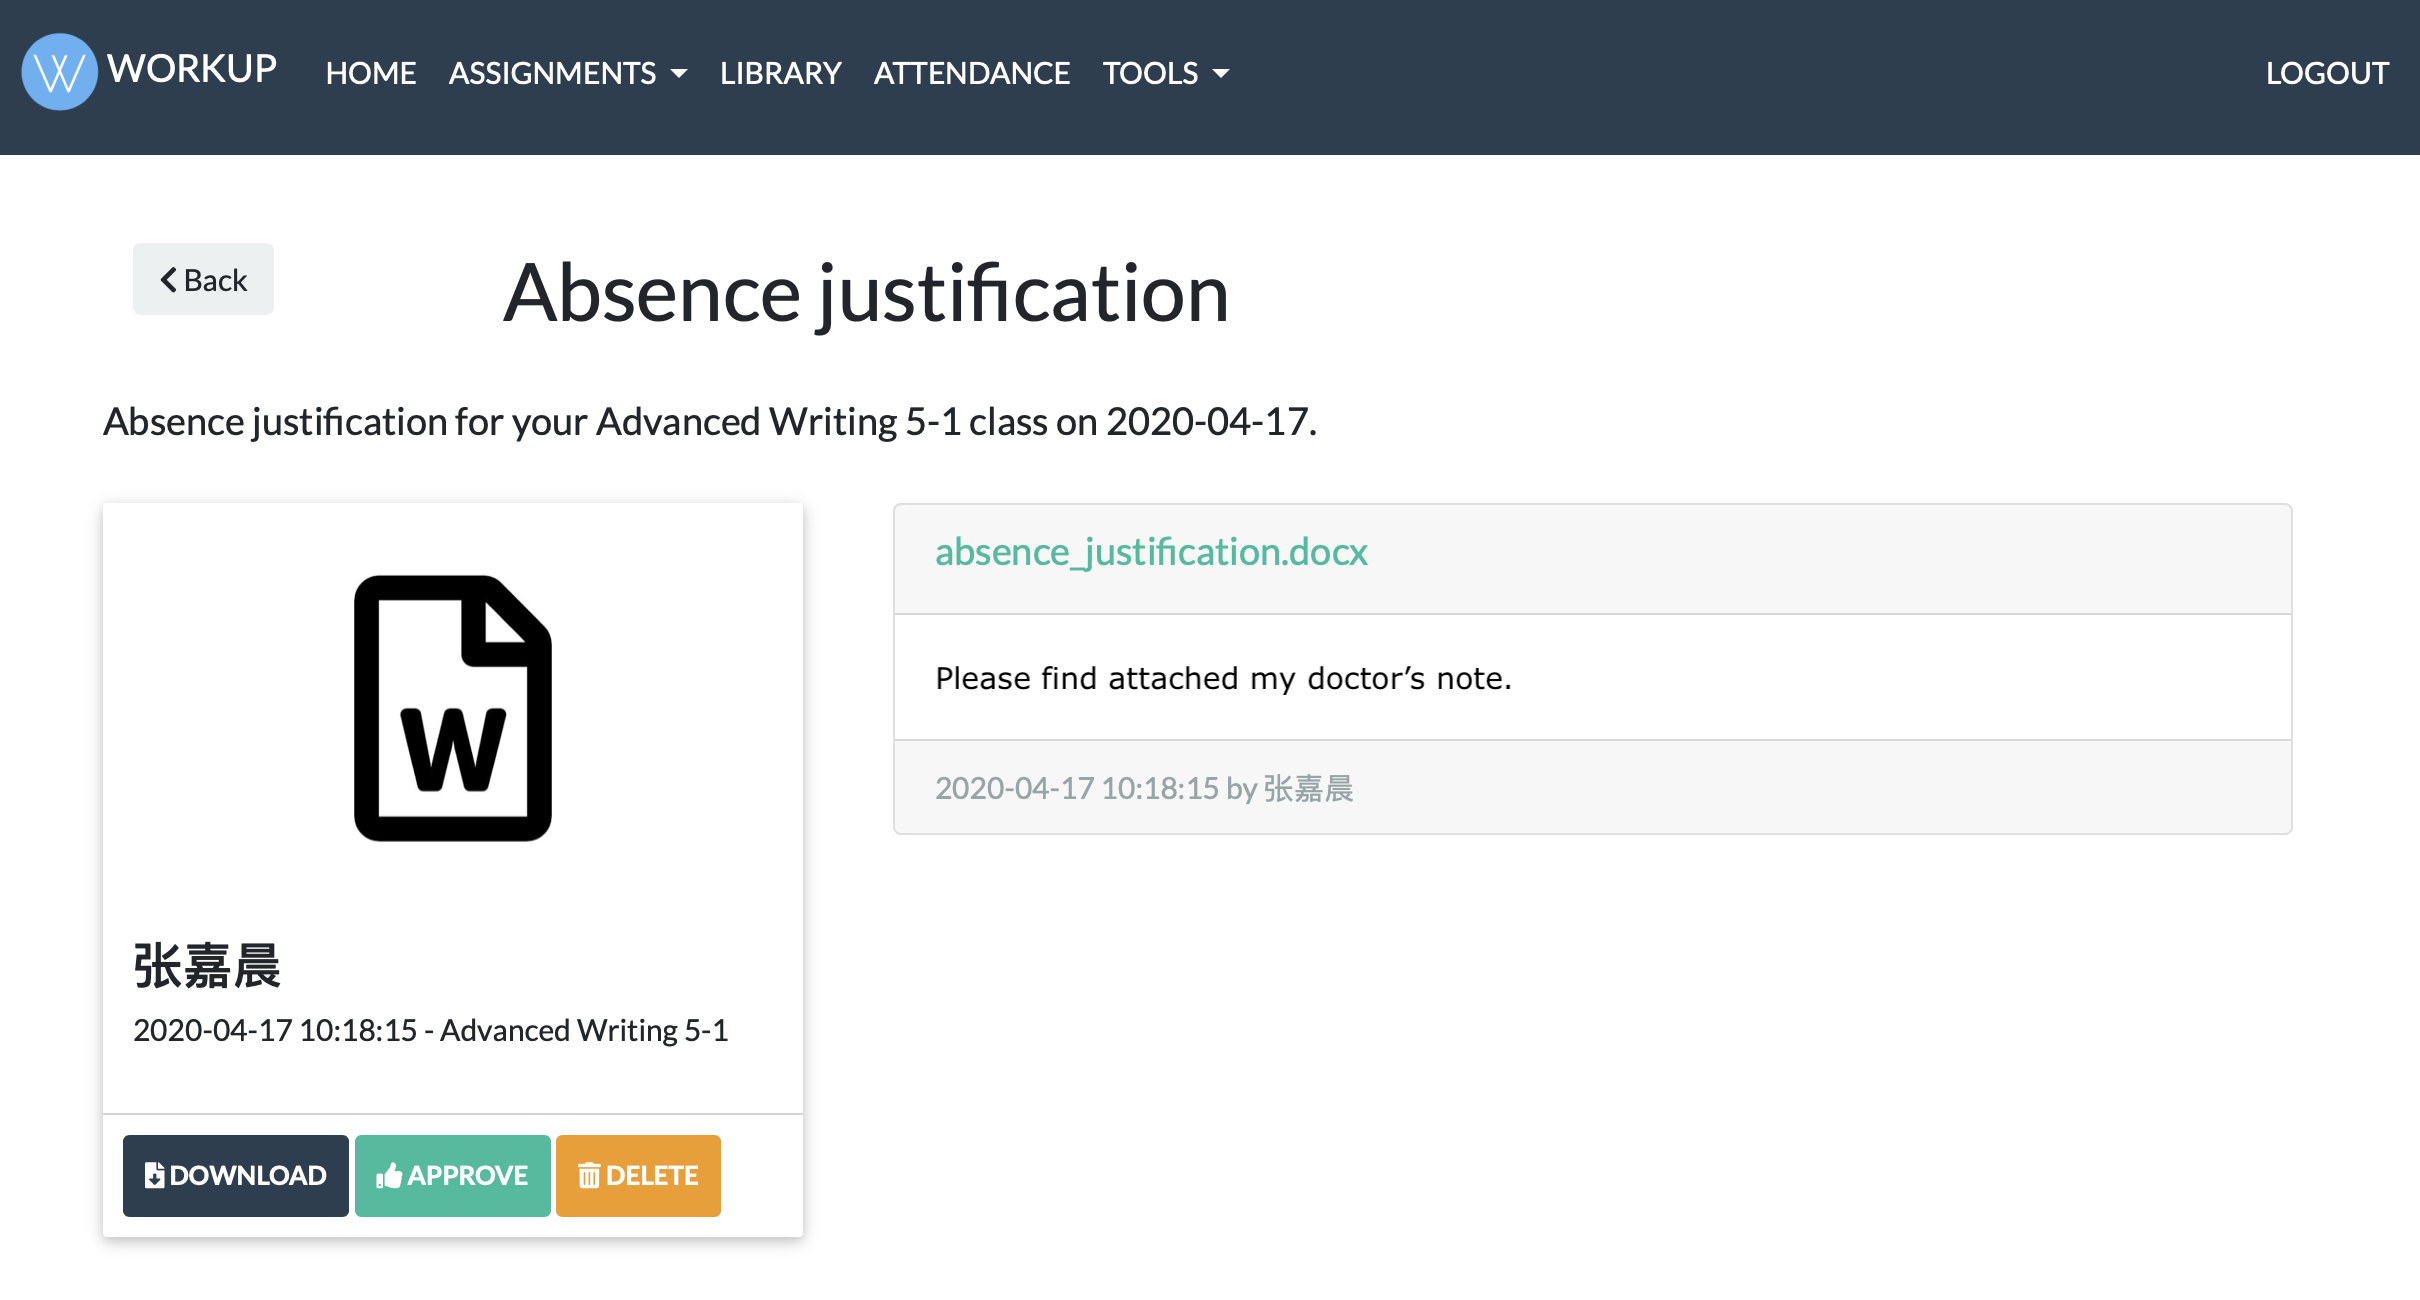 WORKUP HOME ASSIGNMENTS LIBRARY ATTENDANCE TOOLS LOGOUT
Back
Absence justification
Absence justification for your Advanced Writing 5-1 class on 2020-04-17.
W
张嘉晨
2020-04-17 10:18:15 - Advanced Writing 5-1
DOWNLOAD APPROVE DELETE
absence_justification.docx
Please find attached my doctor’s note.
2020-04-17 10:18:15 by 张嘉晨